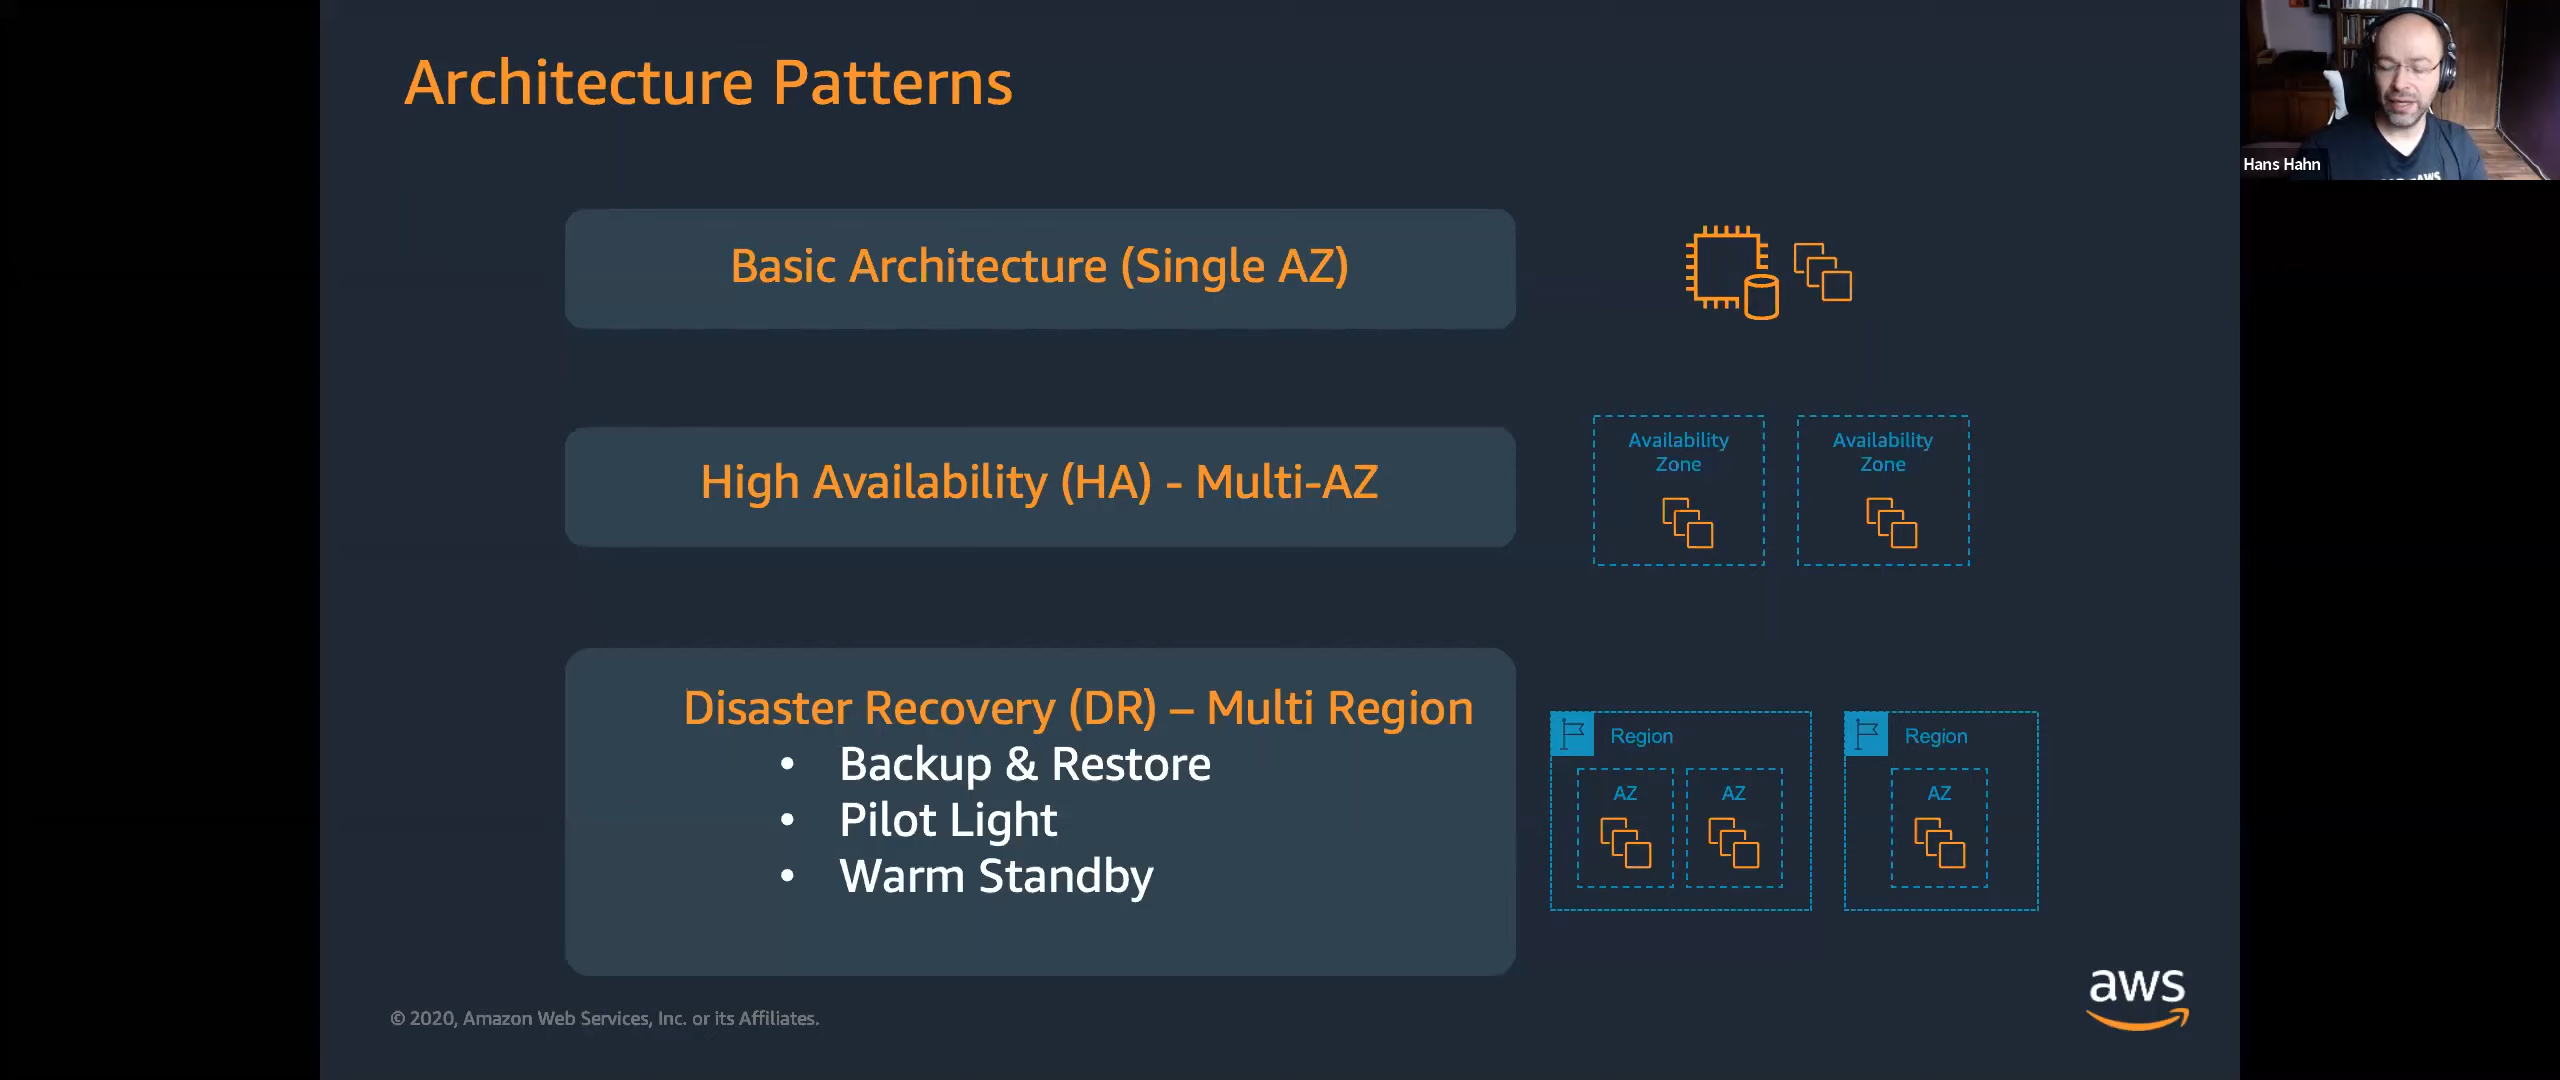 Architecture Patterns
Hans Hahn
Basic Architecture (Single AZ)
High Availability (HA) - Multi-AZ
Availability
Zone
Availability
Zone
Disaster Recovery (DR) – Multi Region
• Backup & Restore
• Pilot Light
• Warm Standby
Region
AZ
AZ
Region
AZ
© 2020, Amazon Web Services, Inc. or its Affiliates.
aws